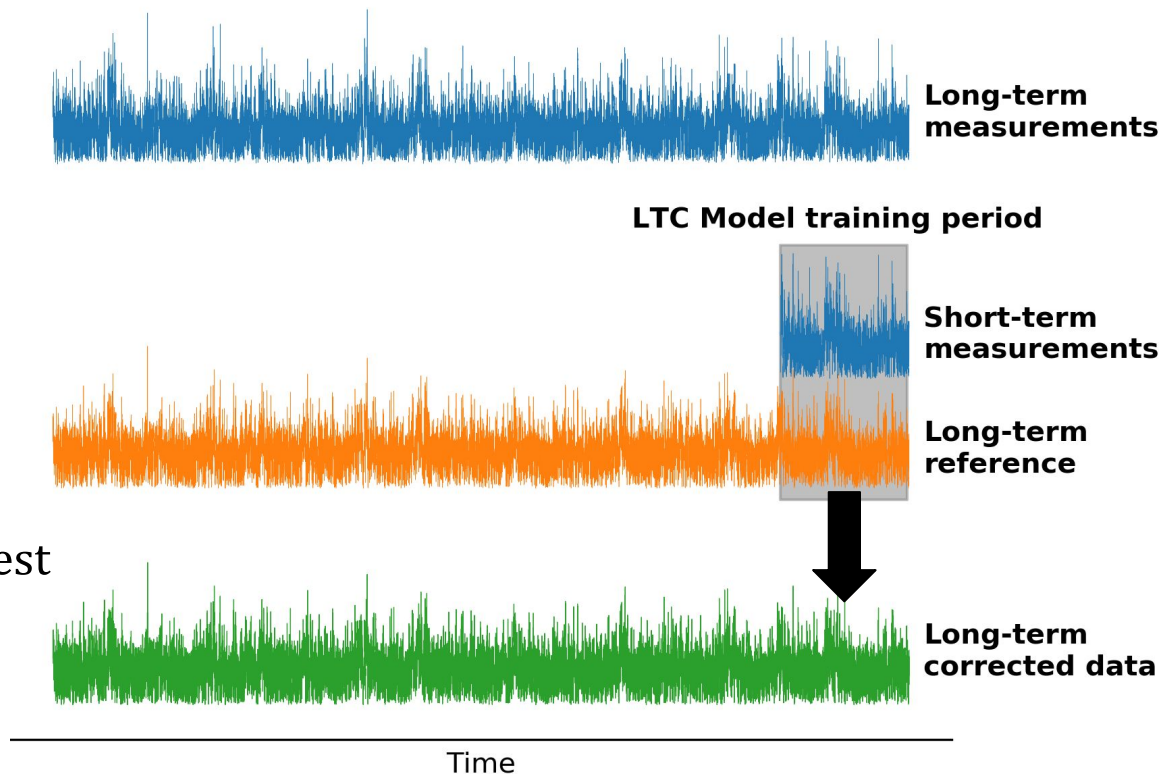 Long-term
measurements
LTC Model training period
Short-term
measurements
Long-term
reference
est
Long-term
corrected data
Time